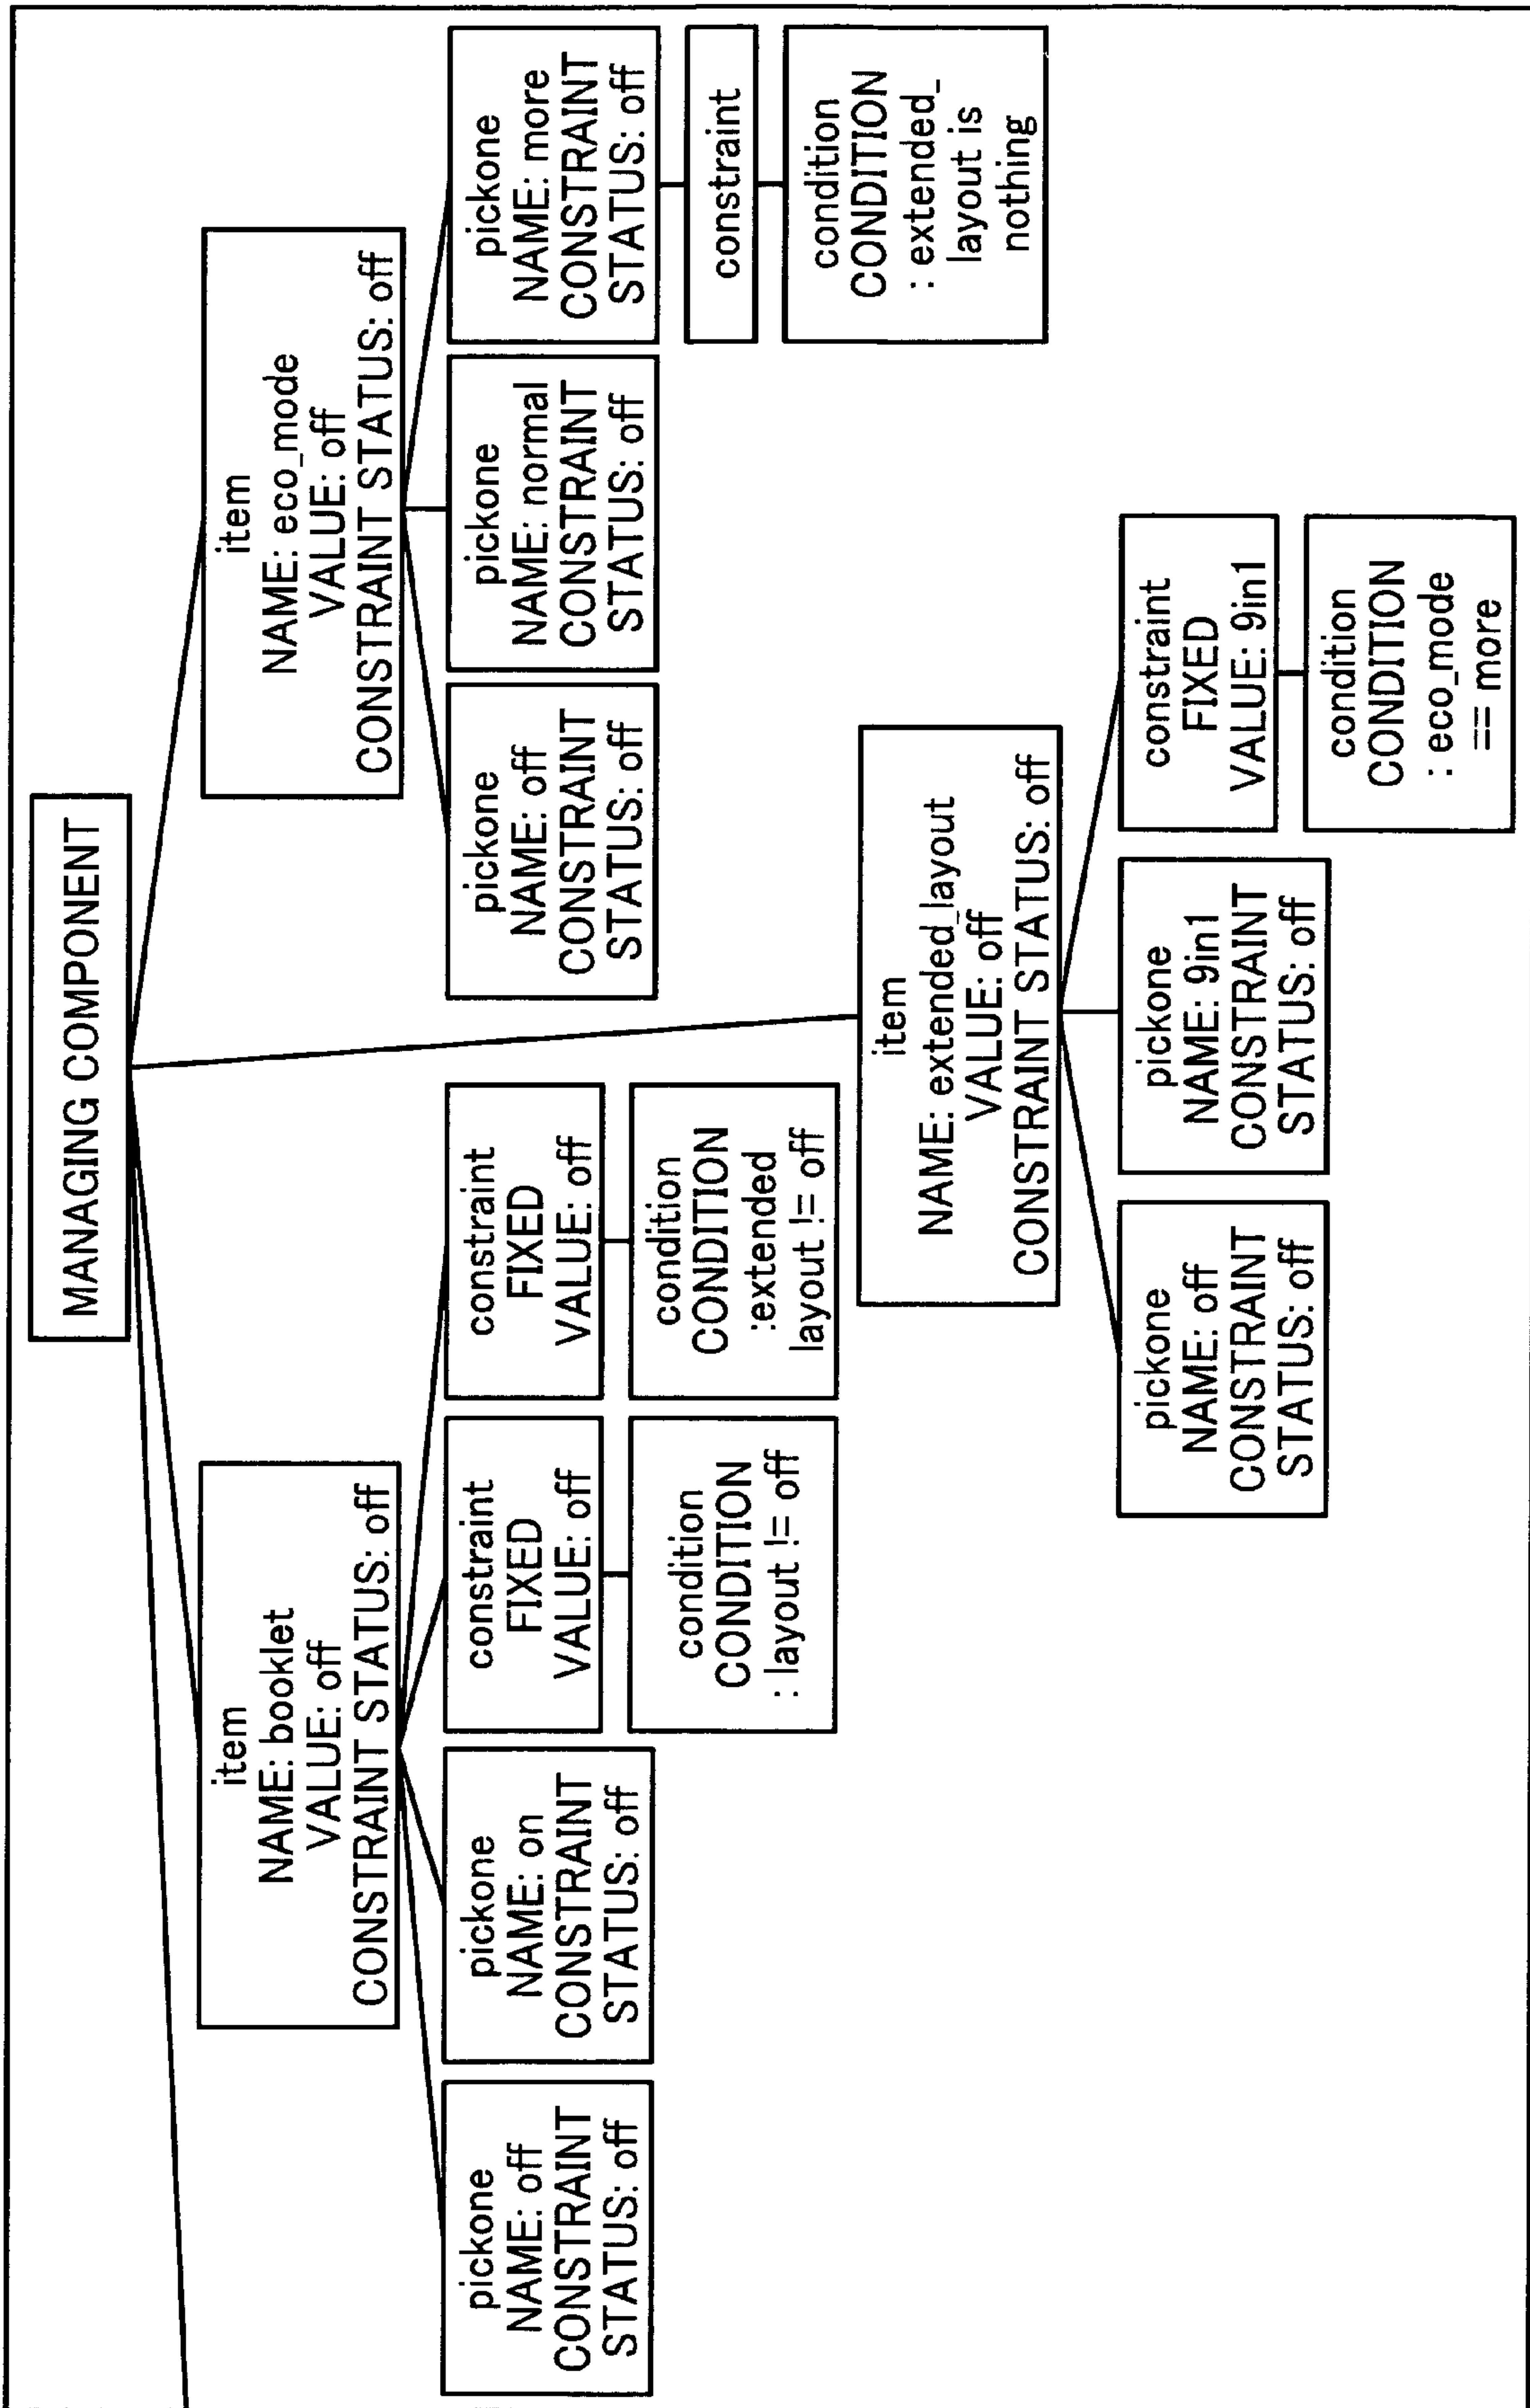 MANAGING COMPONENT
item
NAME: booklet
VALUE: off
CONSTRAINT STATUS: off
pickone
NAME: off
CONSTRAINT
STATUS: off
pickone
NAME: on
CONSTRAINT
STATUS: off
constraint
FIXED
VALUE: off
condition
CONDITION
: layout != off
constraint
FIXED
VALUE: off
condition
CONDITION
:extended
layout != off
item
NAME: eco_mode
VALUE: off
CONSTRAINT STATUS: off
pickone
NAME: off
CONSTRAINT
STATUS: off
pickone
NAME: normal
CONSTRAINT
STATUS: off
pickone
NAME: more
CONSTRAINT
STATUS: off
constraint
condition
CONDITION
: extended_
layout is
nothing
item
NAME: extended_layout
VALUE: off
CONSTRAINT STATUS: off
pickone
NAME: off
CONSTRAINT
STATUS: off
pickone
NAME: 9in1
CONSTRAINT
STATUS: off
constraint
FIXED
VALUE: 9in1
condition
CONDITION
: eco_mode
== more